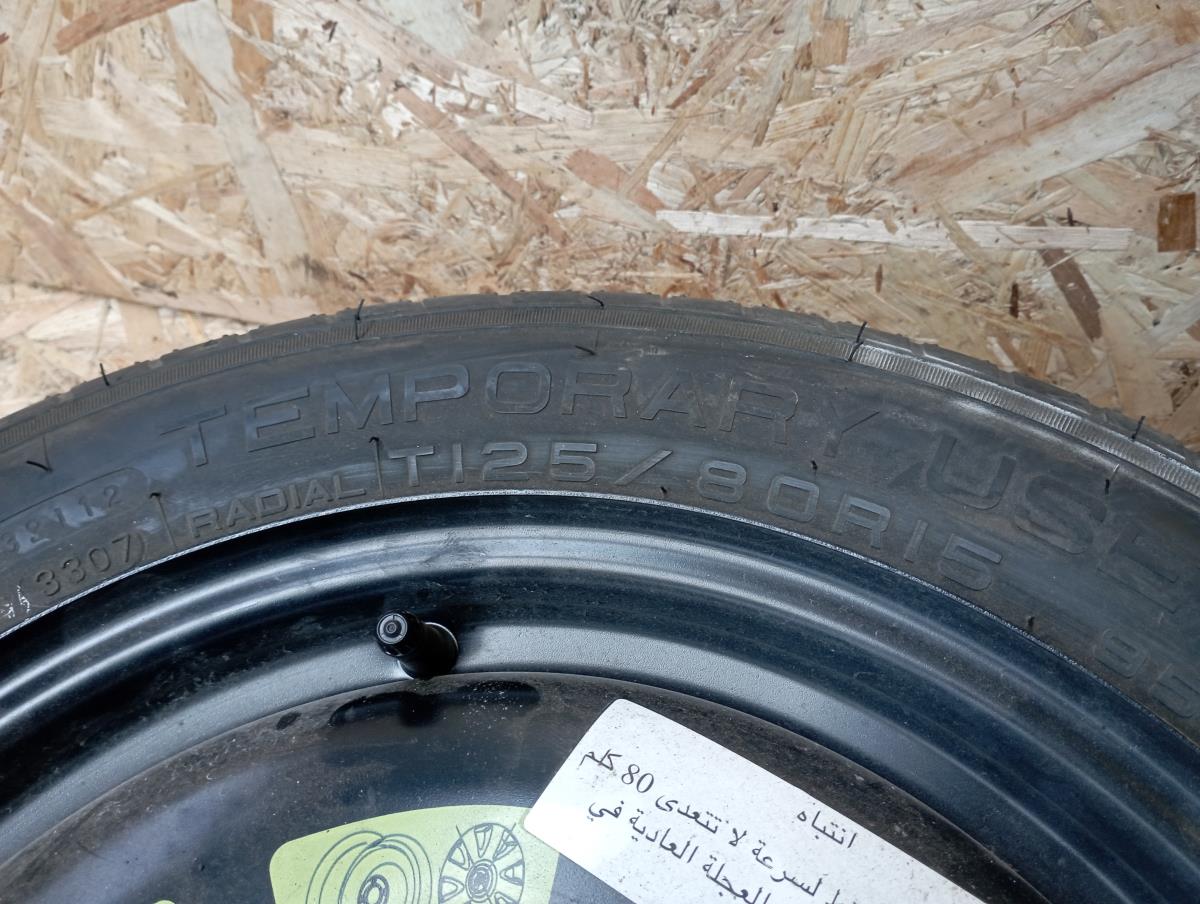 TEMPORARY USE
3307
RADIAL
T125/80R15
انتباه
لسرعة لا تتعدى 80 كلم
العجلة العادية في